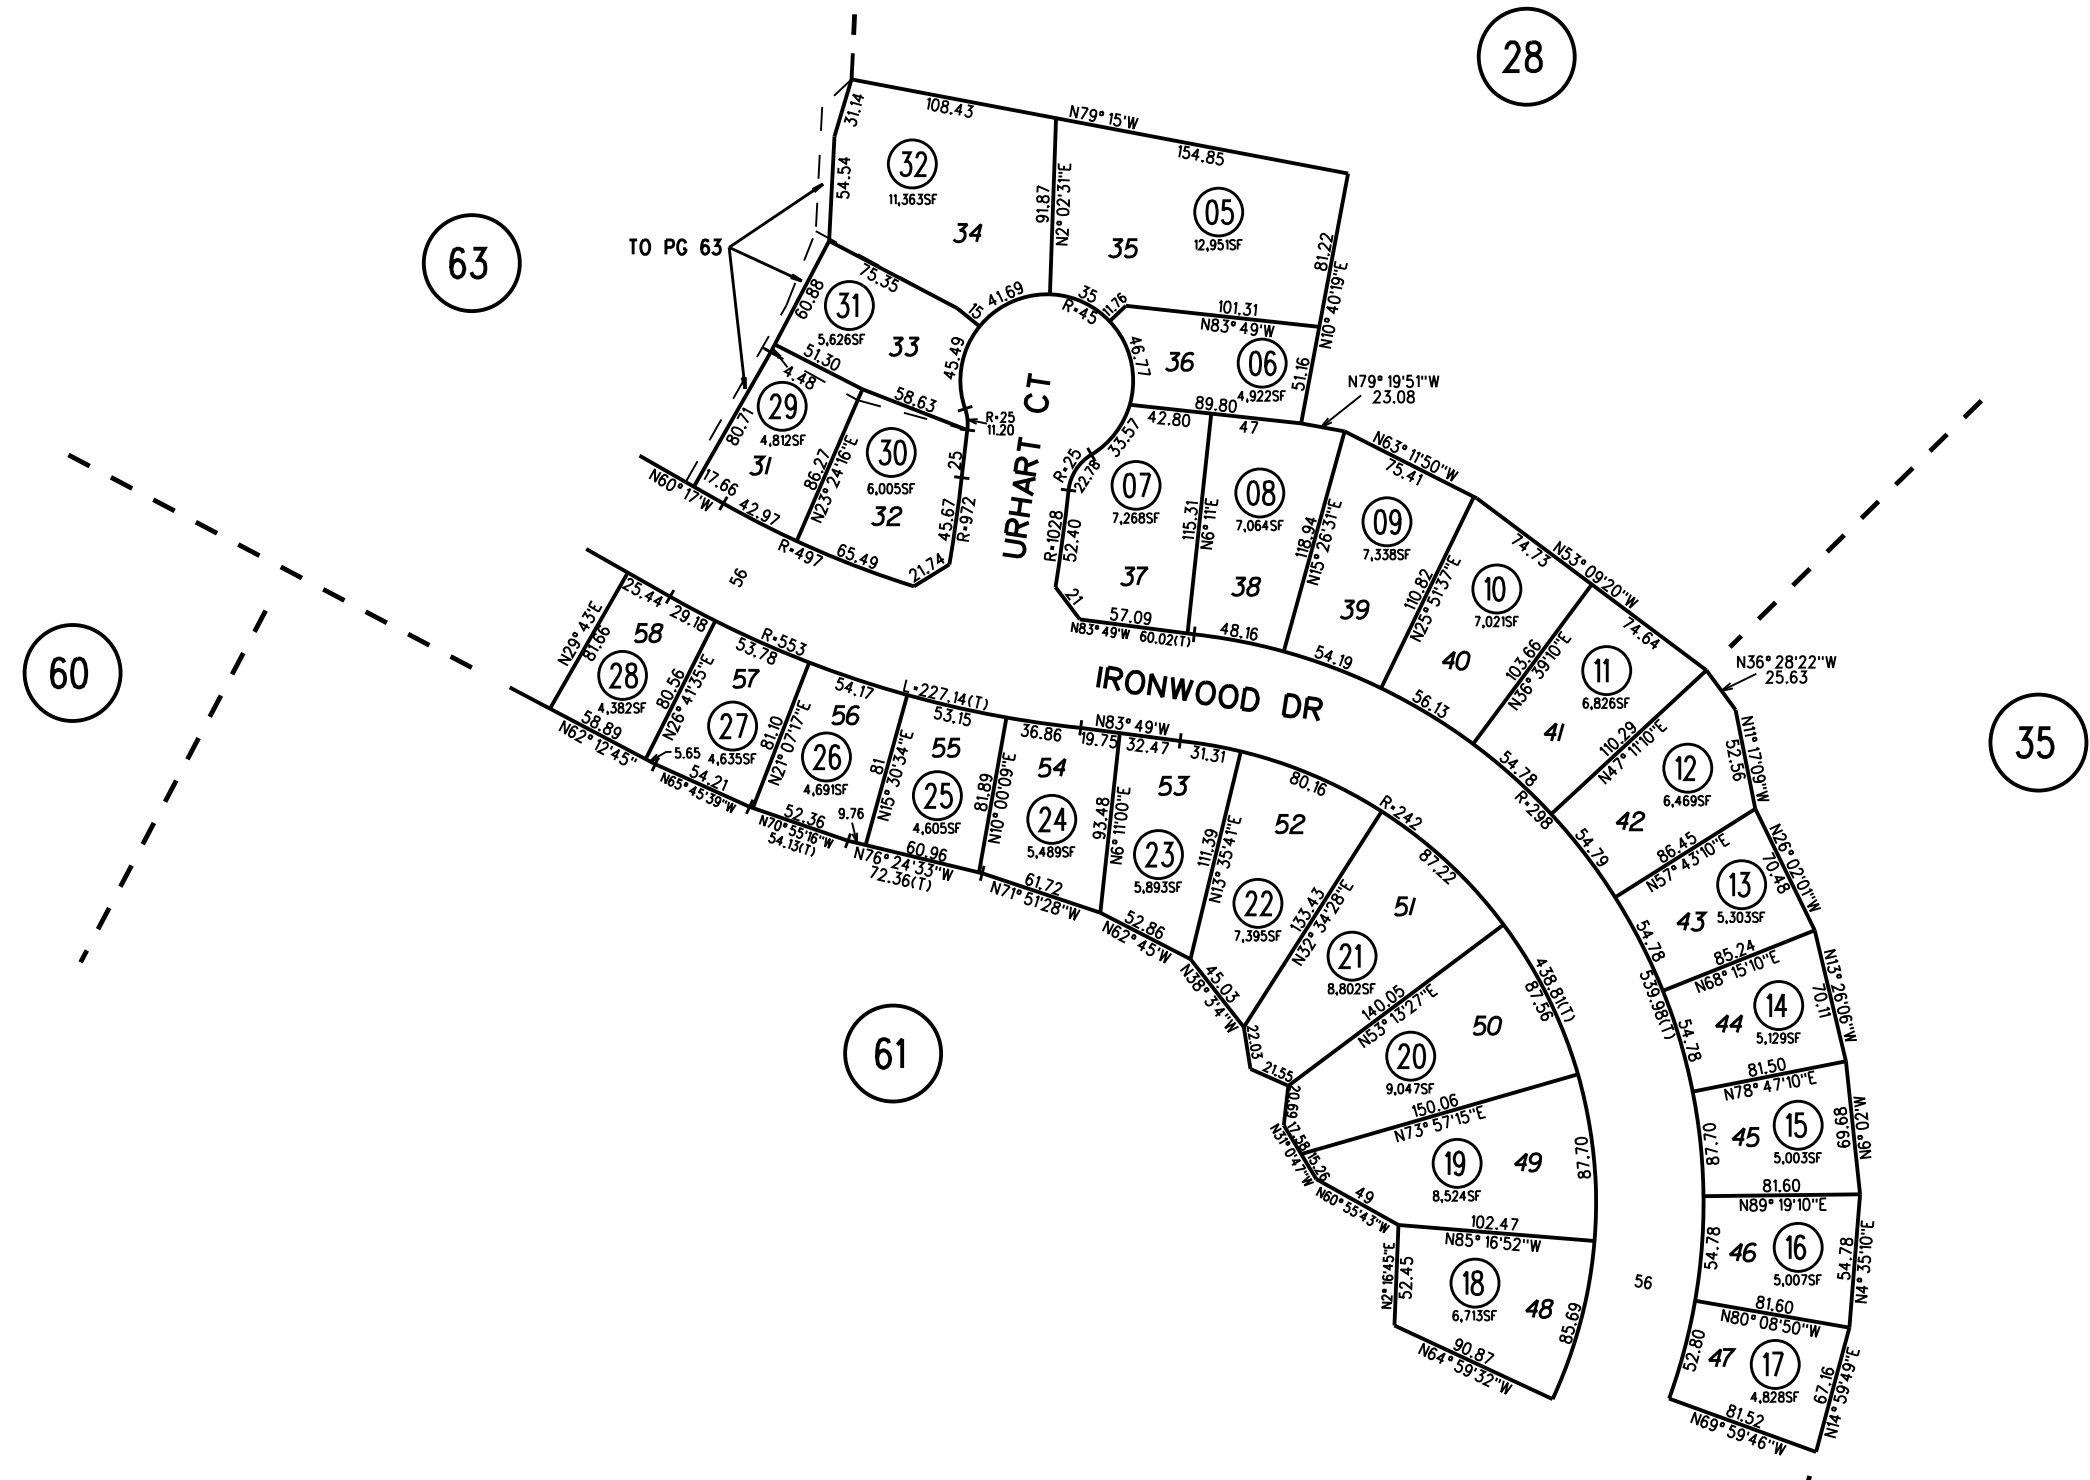 28
63
TO PG 63
60
61
35
N79° 15'W
108.43
154.85
31.14
54.54
32
11,363SF
34
91.87
N2° 02'31"E
05
12,951SF
35
81.22
N10° 40'19"E
75.35
15
41.69
35
R=45
11.76
101.31
N83° 49'W
60.88
31
5,626SF
33
45.49
46.77
36
06
4,922SF
51.16
N79° 19'51"W
23.08
51.30
4.48
58.63
R=25
11.20
29
4,812SF
31
80.71
86.27
N23° 24'16"E
30
6,005SF
32
25
45.67
R=972
URHART CT
17.66
N60° 17'W
42.97
R=497
65.49
21.74
89.80
42.80
47
33.57
R=25
22.78
R=1028
52.40
07
7,268SF
37
21
57.09
N83° 49'W
60.02(T)
115.31
N6° 11'E
08
7,064SF
38
48.16
118.94
N15° 26'31"E
N63° 11'50"W
75.41
09
7,338SF
39
54.19
110.82
N25° 51'37"E
74.73
N53° 09'20"W
10
7,021SF
40
56.13
103.66
N36° 39'10"E
74.64
11
6,826SF
41
54.78
R=298
110.29
N47° 11'10"E
N36° 28'22"W
25.63
N11° 17'09"W
52.56
12
6,469SF
42
54.79
86.45
N57° 43'10"E
N26° 02'01"W
70.48
13
5,303SF
43
54.78
539.98(T)
85.24
N68° 15'10"E
N13° 26'06"W
70.11
14
5,129SF
44
54.78
81.50
N78° 47'10"E
69.68
N6° 02'W
15
5,003SF
45
87.70
81.60
N89° 19'10"E
16
5,007SF
46
54.78
54.78
N4° 35'10"E
81.60
N80° 08'50"W
17
4,828SF
47
52.80
67.16
N14° 59'49"E
81.52
N69° 59'46"W
56
IRONWOOD DR
56
25.44
29.18
N29° 43'E
81.66
58
28
4,382SF
58.89
N62° 12'45"
80.56
N26° 41'35"E
R=553
53.78
57
27
4,635SF
5.65
54.21
N65° 45'39"W
81.10
N21° 07'17"E
54.17
56
26
4,691SF
52.36
N70° 55'16"W
54.13(T)
9.76
81
N15° 30'34"E
L=227.14(T)
53.15
55
25
4,605SF
60.96
N76° 24'33"W
72.36(T)
81.89
N10° 00'09"E
36.86
19.75
N83° 49'W
32.47
31.31
54
24
5,489SF
61.72
N71° 51'28"W
93.48
N6° 11'00"E
53
23
5,893SF
52.86
N62° 45'W
111.39
N13° 35'41"E
80.16
R=242
52
22
7,395SF
45.03
N38° 3'4"W
133.43
N32° 34'28"E
87.22
51
21
8,802SF
22.03
21.55
140.05
N53° 13'27"E
438.81(T)
87.56
50
20
9,047SF
20.69
17.58
N31° 0'47"W
15.26
150.06
N73° 57'15"E
87.70
49
19
8,524SF
49
N60° 55'43"W
102.47
N85° 16'52"W
N2° 16'45"E
52.45
18
6,713SF
48
85.69
90.87
N64° 59'32"W